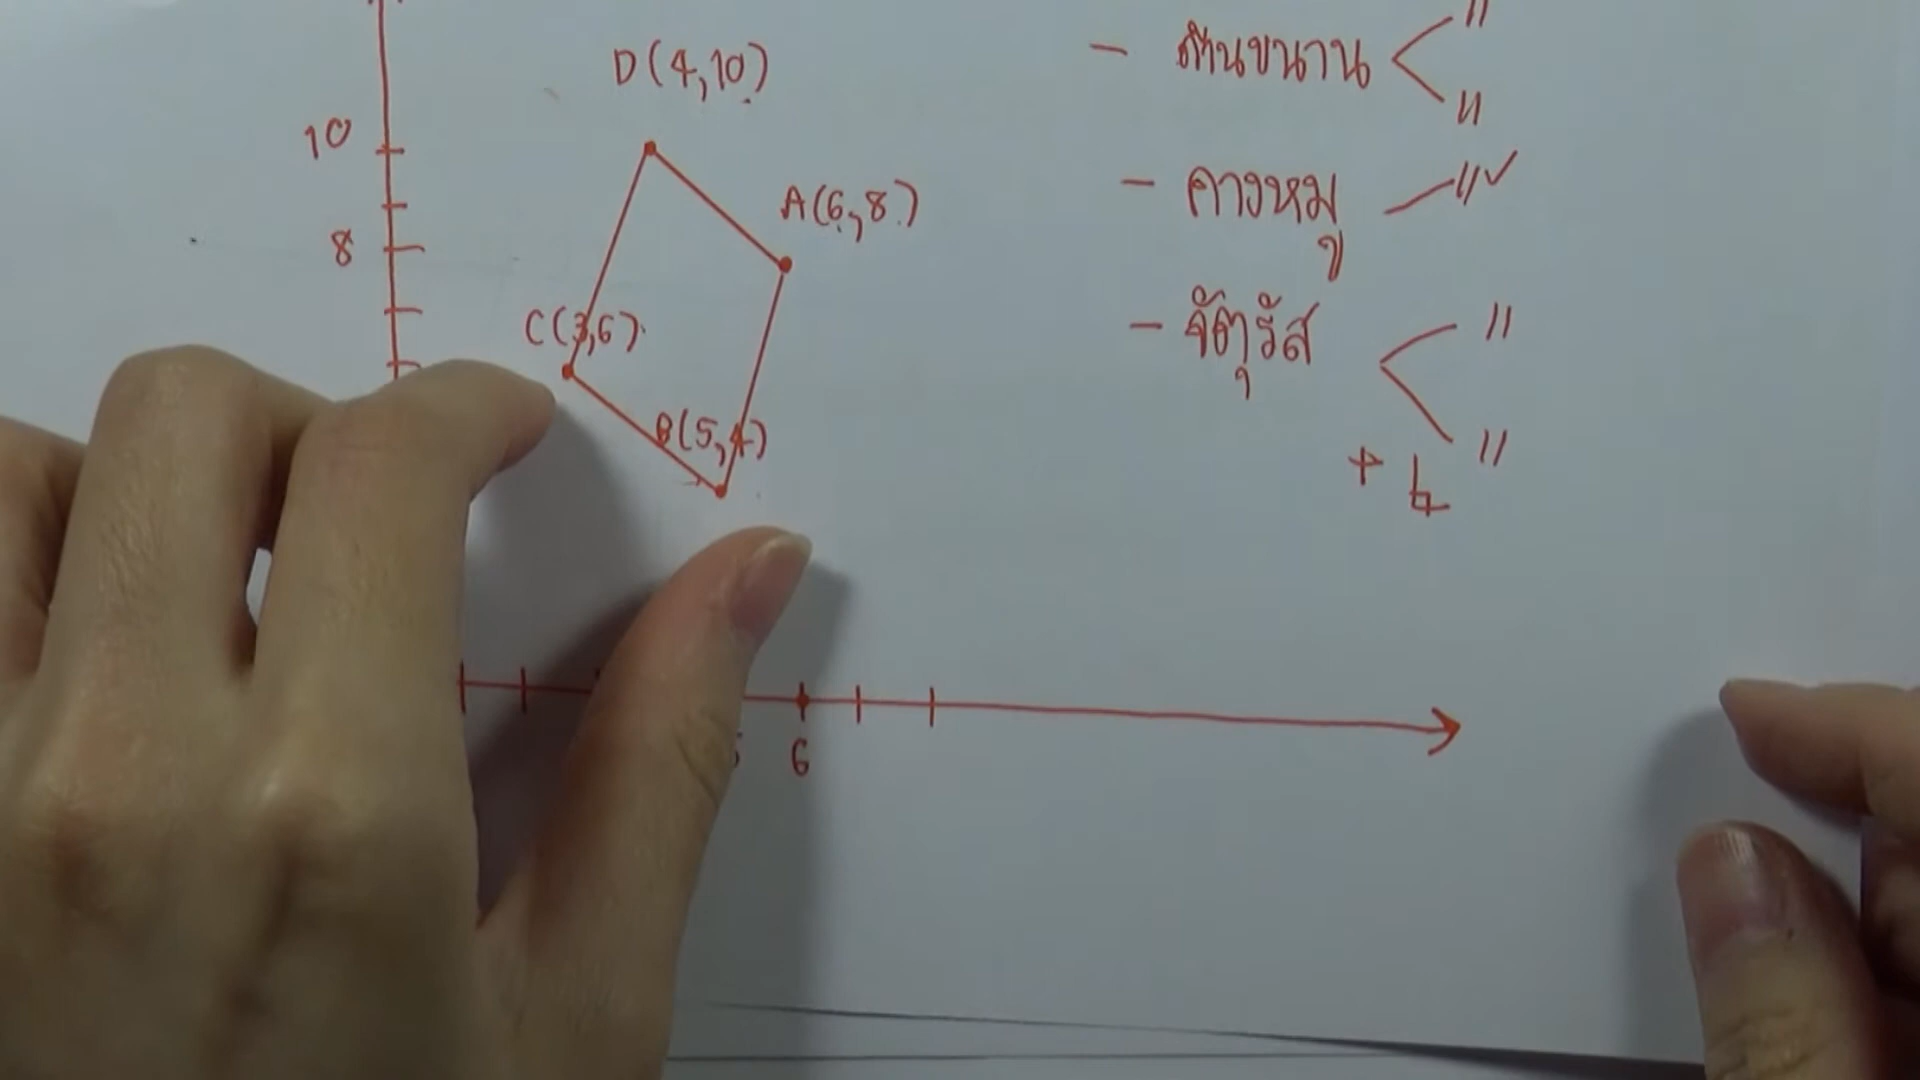 D(4,10)
10
A(6,8)
8
C(3,6)
B(5,4)
6
- ด้านขนาน < //
//
- คางหมู — // ✓
- จัตุรัส < //
//
+